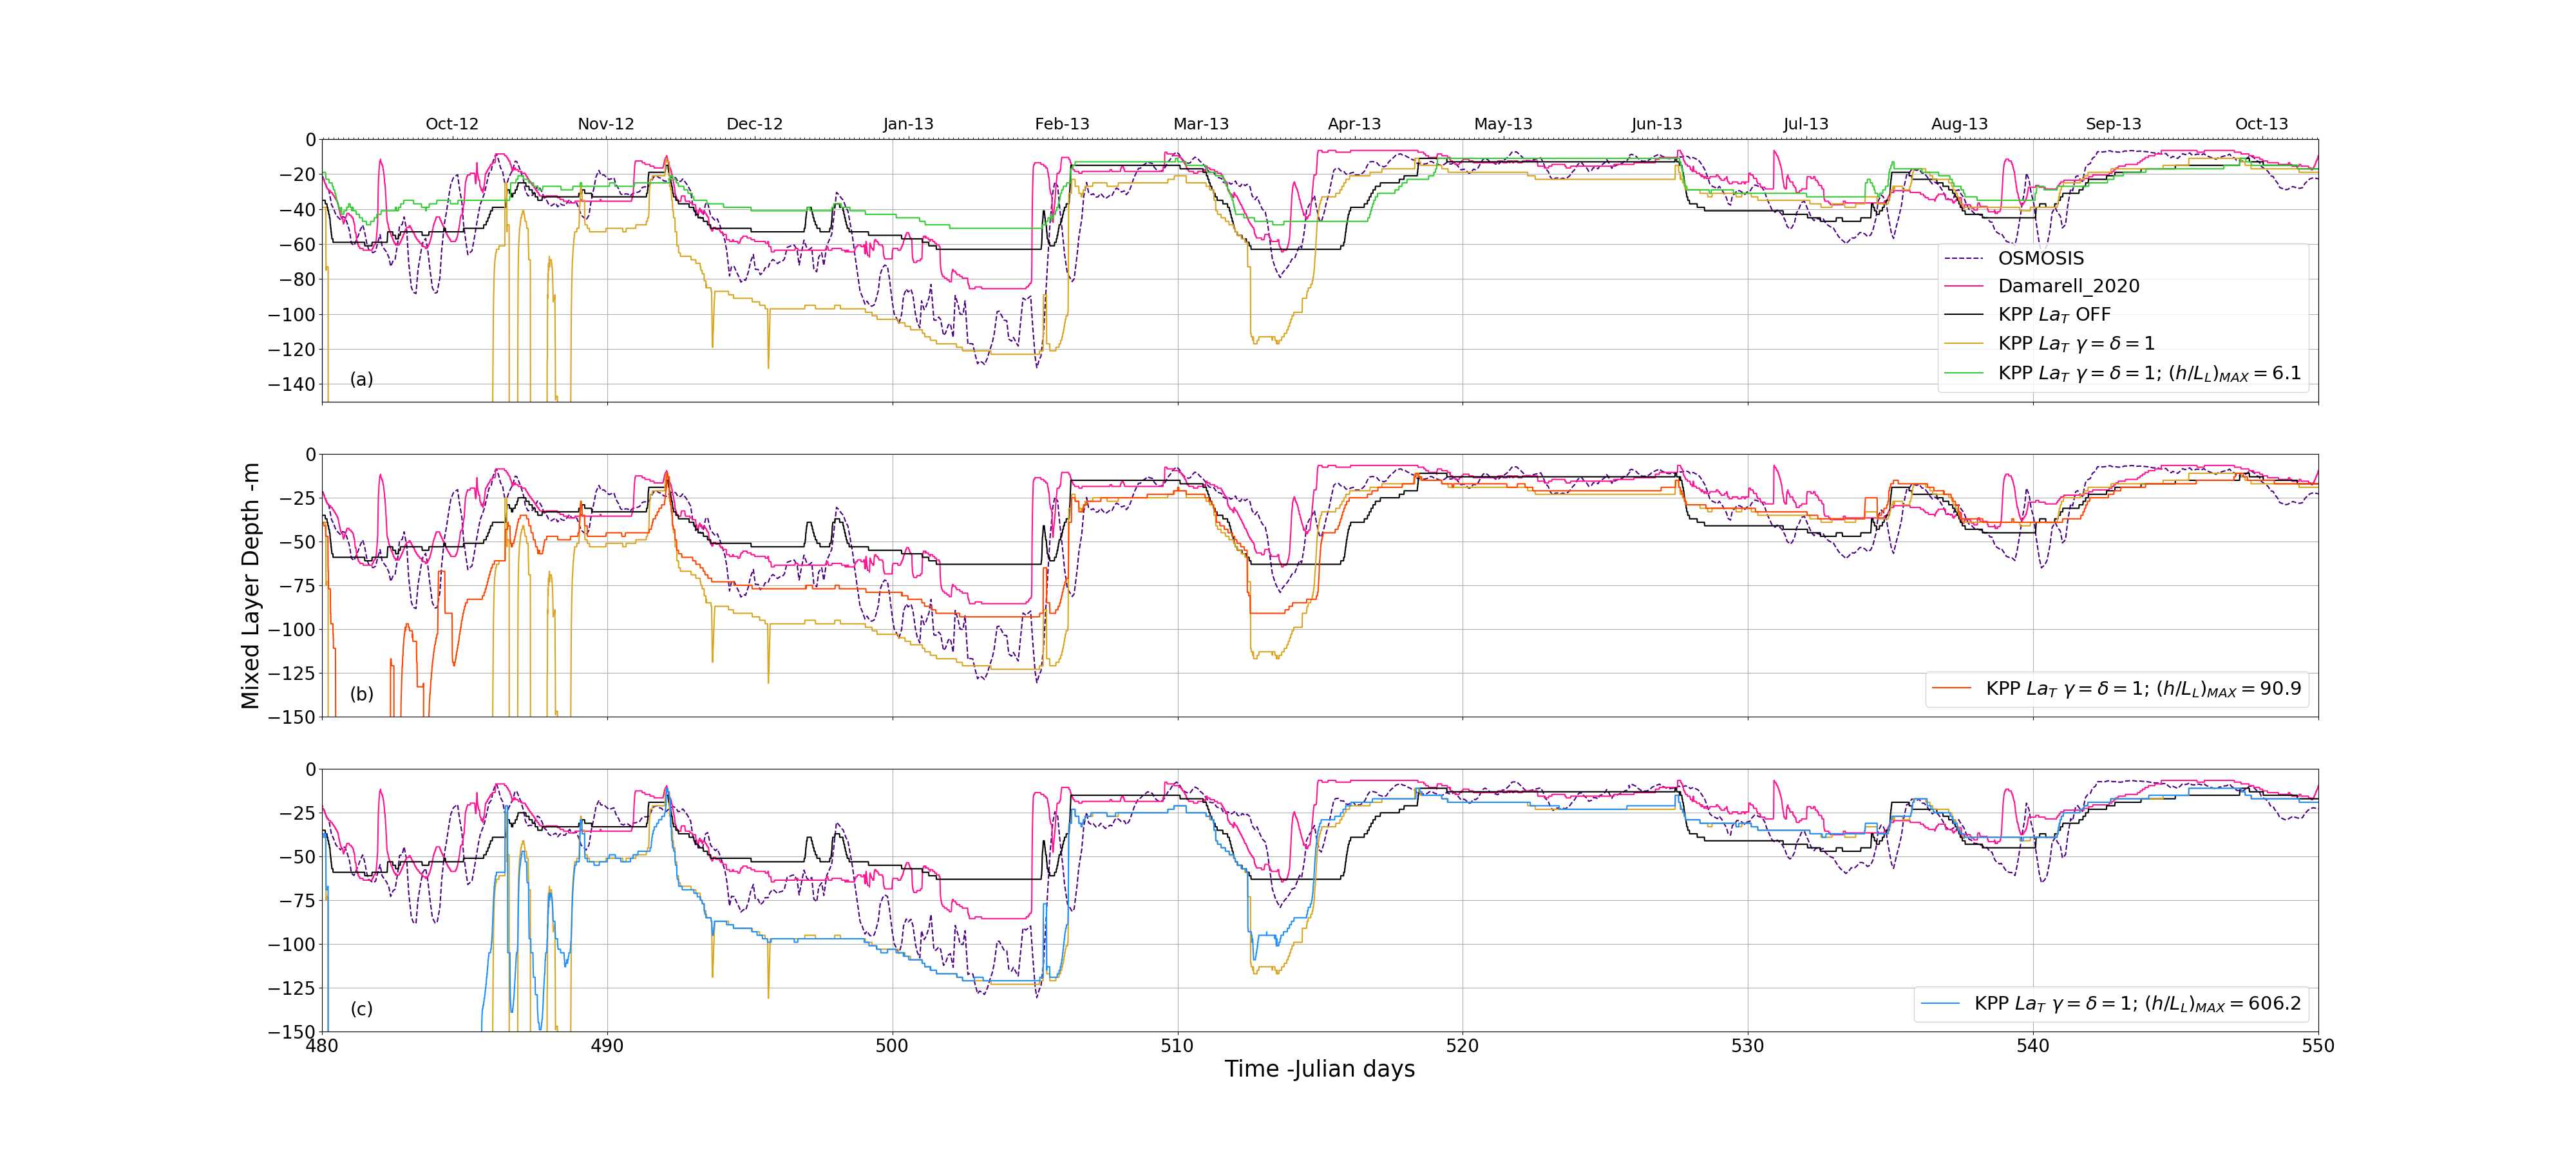 Oct-12 Nov-12 Dec-12 Jan-13 Feb-13 Mar-13 Apr-13 May-13 Jun-13 Jul-13 Aug-13 Sep-13 Oct-13
0
−20
−40
−60
−80
−100
−120
−140
(a)
OSMOSIS
Damarell_2020
KPP La_T OFF
KPP La_T γ = δ = 1
KPP La_T γ = δ = 1; (h/L_L)_MAX = 6.1
Mixed Layer Depth -m
0
−25
−50
−75
−100
−125
−150
(b)
KPP La_T γ = δ = 1; (h/L_L)_MAX = 90.9
0
−25
−50
−75
−100
−125
−150
(c)
KPP La_T γ = δ = 1; (h/L_L)_MAX = 606.2
480 490 500 510 520 530 540 550
Time -Julian days